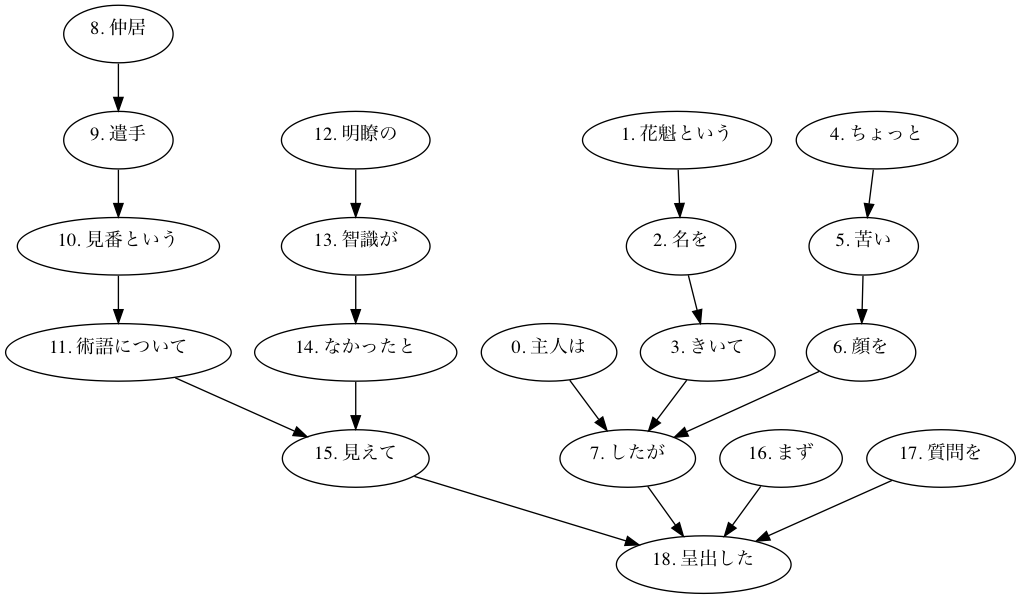 8. 仲居
9. 遣手
12. 明瞭の
1. 花魁という
4. ちょっと
10. 見番という
13. 智識が
2. 名を
5. 苦い
11. 術語について
14. なかったと
0. 主人は
3. きいて
6. 顔を
15. 見えて
7. したが
16. まず
17. 質問を
18. 呈出した